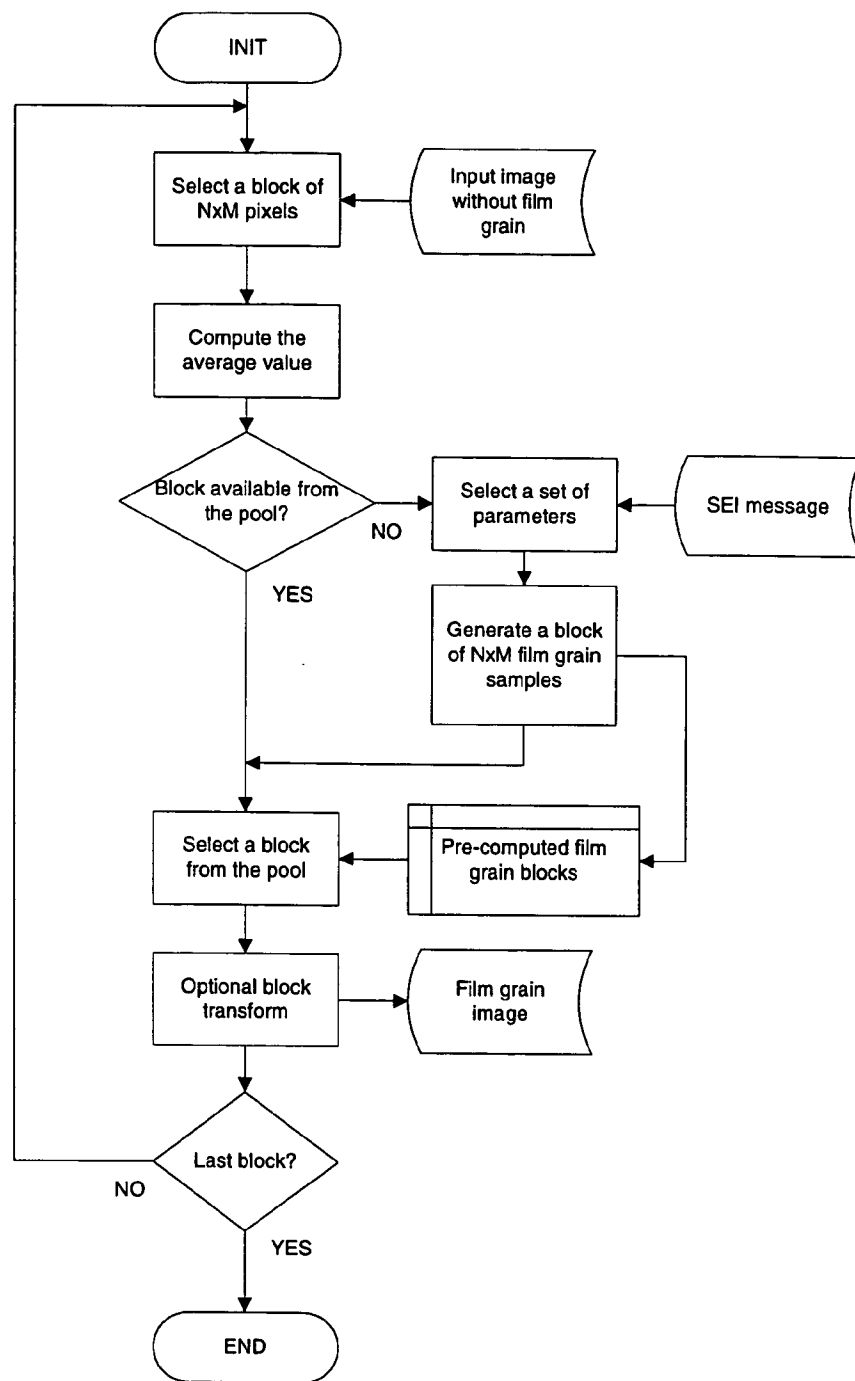 INIT
Select a block of
NxM pixels
Input image
without film
grain
Compute the
average value
Block available from
the pool?
NO
Select a set of
parameters
SEI message
YES
Generate a block
of NxM film grain
samples
Select a block
from the pool
Pre-computed film
grain blocks
Optional block
transform
Film grain
image
Last block?
NO
YES
END